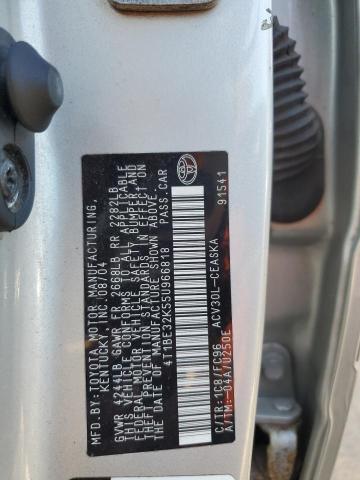 MFD. BY: TOYOTA MOTOR MANUFACTURING,
KENTUCKY, INC. 08/04
GVWR 4244LB GAWR FR 2668LB RR 2282LB
THIS VEHICLE CONFORMS TO ALL APPLICABLE
FEDERAL MOTOR VEHICLE SAFETY, BUMPER, AND
THEFT PREVENTION STANDARDS IN EFFECT ON
THE DATE OF MANUFACTURE SHOWN ABOVE.
4T1BE32K55U966818 PASS.CAR
C/TR:1C8/FC96 ACV30L-CEASKA
A/TM:-04A/U250E 91541